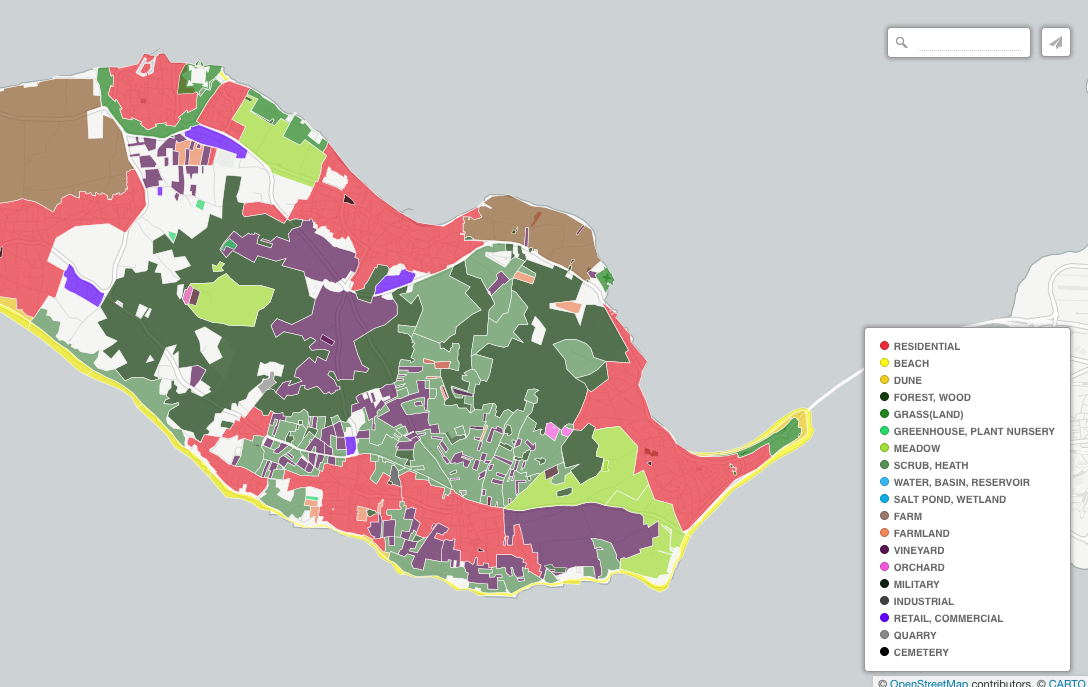 RESIDENTIAL
BEACH
DUNE
FOREST, WOOD
GRASS(LAND)
GREENHOUSE, PLANT NURSERY
MEADOW
SCRUB, HEATH
WATER, BASIN, RESERVOIR
SALT POND, WETLAND
FARM
FARMLAND
VINEYARD
ORCHARD
MILITARY
INDUSTRIAL
RETAIL, COMMERCIAL
QUARRY
CEMETERY
© OpenStreetMap contributors, © CARTO